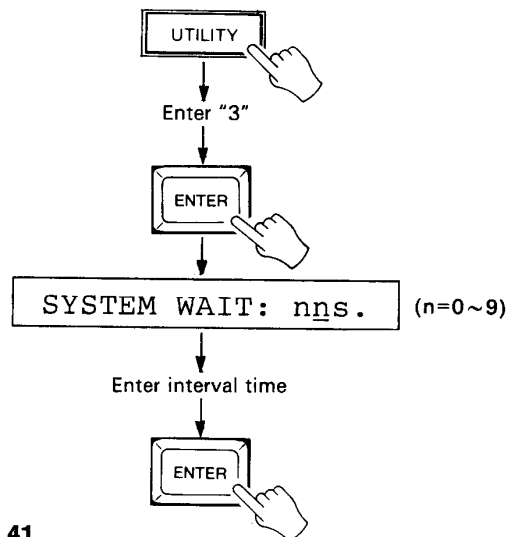 UTILITY
Enter "3"
ENTER
SYSTEM WAIT: nns. (n=0~9)
Enter interval time
ENTER
41